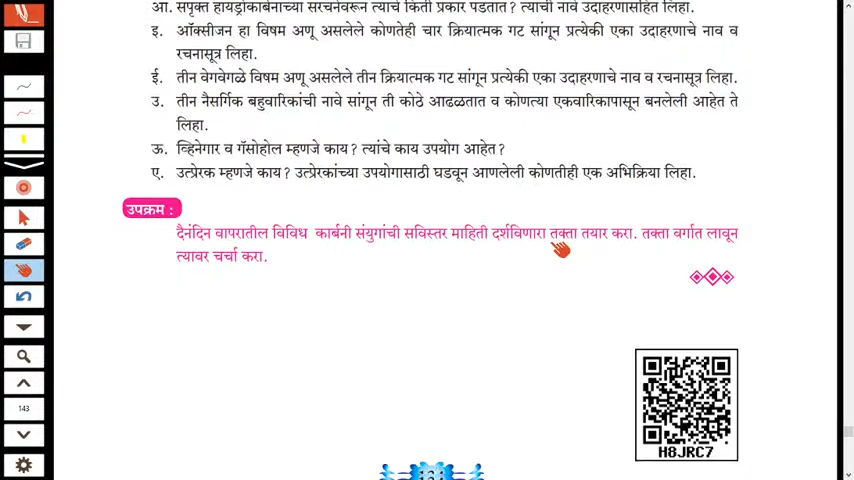 आ. संपृक्त हायड्रोकार्बनाच्या संरचनेवरून त्यांचे किती प्रकार पडतात? त्यांची नावे उदाहरणासहित लिहा.
इ. ऑक्सीजन हा विषम अणू असलेले कोणतेही चार क्रियात्मक गट सांगून प्रत्येकी एका उदाहरणाचे नाव व
रचनासूत्र लिहा.
ई. तीन वेगवेगळे विषम अणू असलेले तीन क्रियात्मक गट सांगून प्रत्येकी एका उदाहरणाचे नाव व रचनासूत्र लिहा.
उ. तीन नैसर्गिक बहुवारिकांची नावे सांगून ती कोठे आढळतात व कोणत्या एकवारिकापासून बनलेली आहेत ते
लिहा.
ऊ. व्हिनेगार व गॅसोहोल म्हणजे काय? त्यांचे काय उपयोग आहेत?
ए. उत्प्रेरक म्हणजे काय? उत्प्रेरकांच्या उपयोगासाठी घडवून आणलेली कोणतीही एक अभिक्रिया लिहा.
उपक्रम :
दैनंदिन वापरातील विविध कार्बनी संयुगांची सविस्तर माहिती दर्शविणारा तक्ता तयार करा. तक्ता वर्गात लावून
त्यावर चर्चा करा.
143
H8JRC7